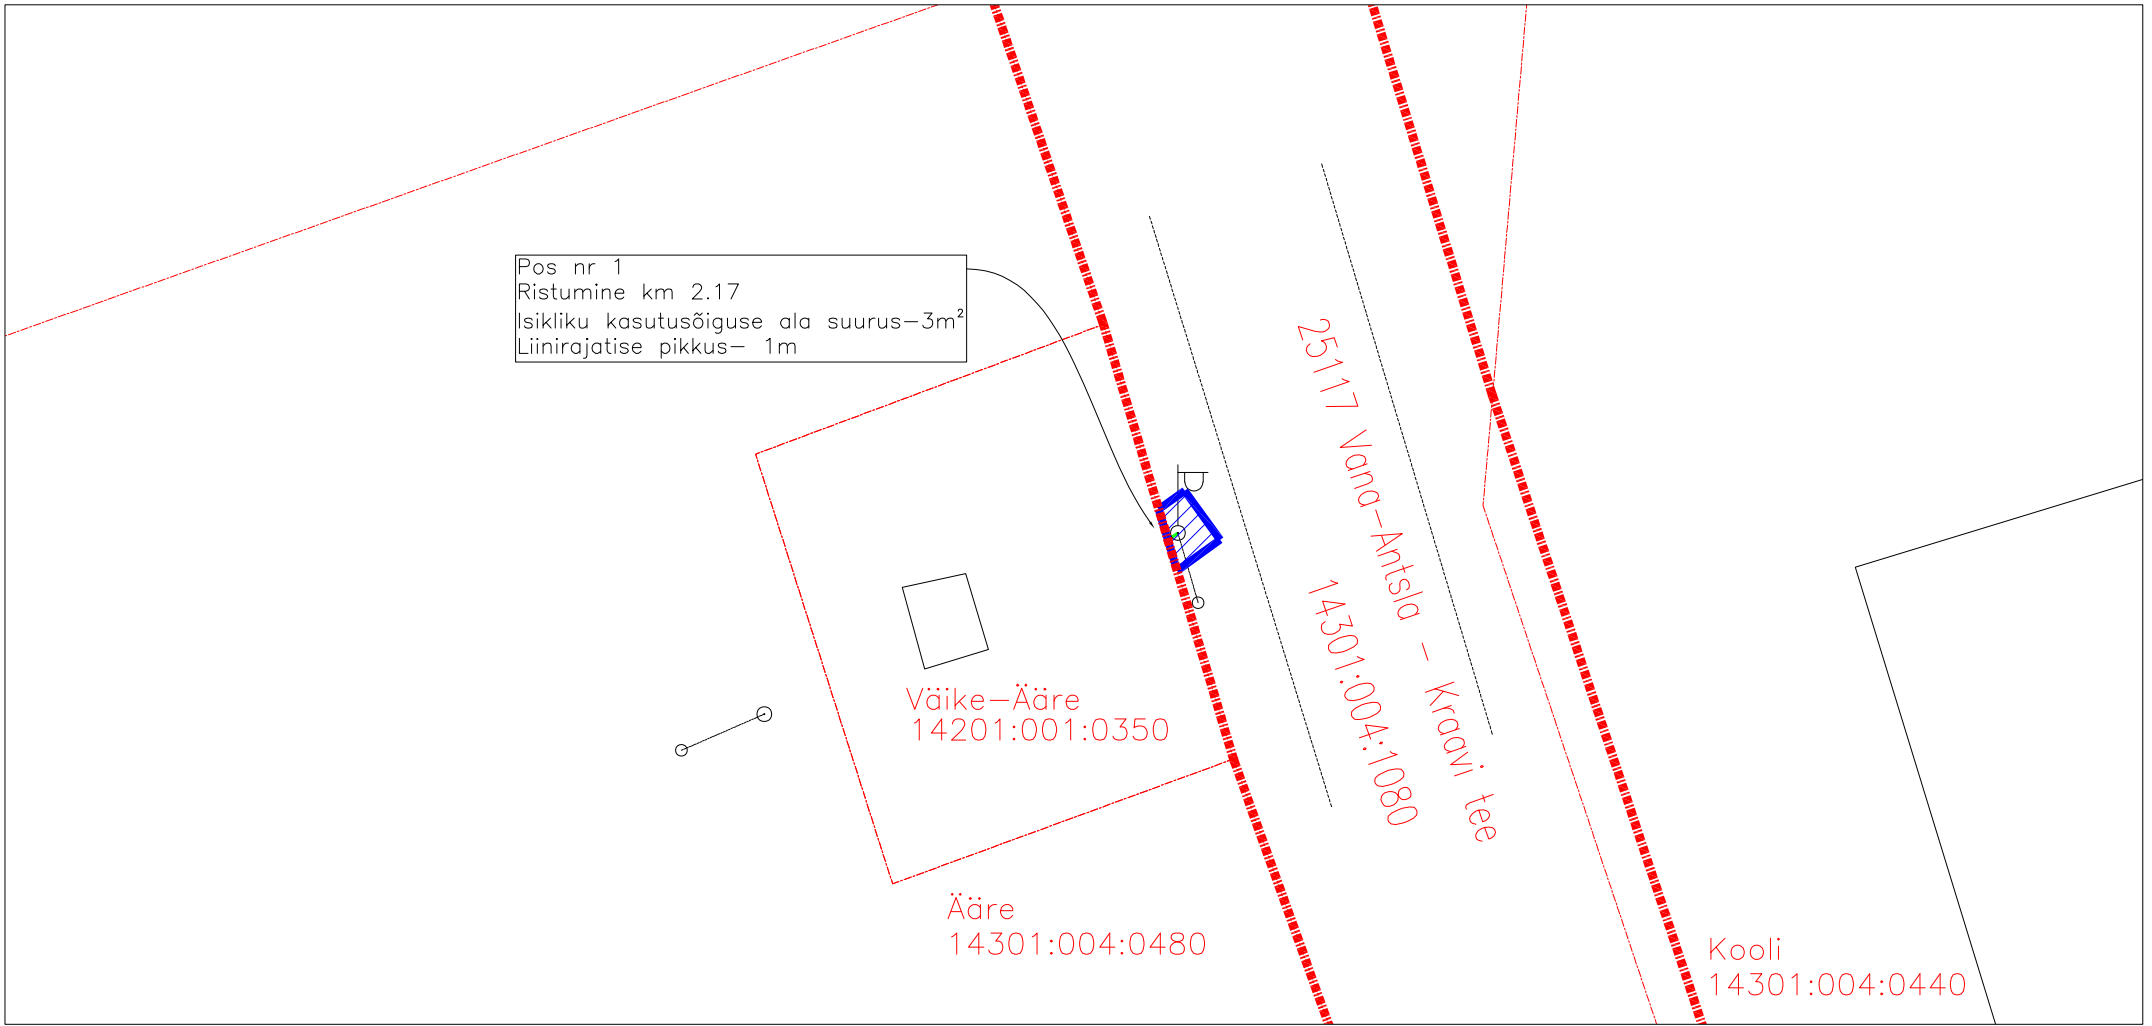 Pos nr 1
Ristumine km 2.17
Isikliku kasutusõiguse ala suurus-3m²
Liinirajatise pikkus- 1m
25117 Vana-Antsla - Kraavi tee
14301:004:1080
Väike-Ääre
14201:001:0350
Ääre
14301:004:0480
Kooli
14301:004:0440